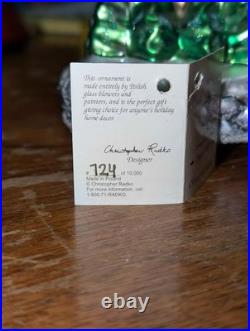 This ornament is
made entirely by Polish
glass blowers and
painters, and is the perfect gift
giving choice for anyone's holiday
home decor.
Christopher Radko
Designer
# 724 of 10,000
Made in Poland
© Christopher Radko
For more information, call:
1-800-71-RADKO.